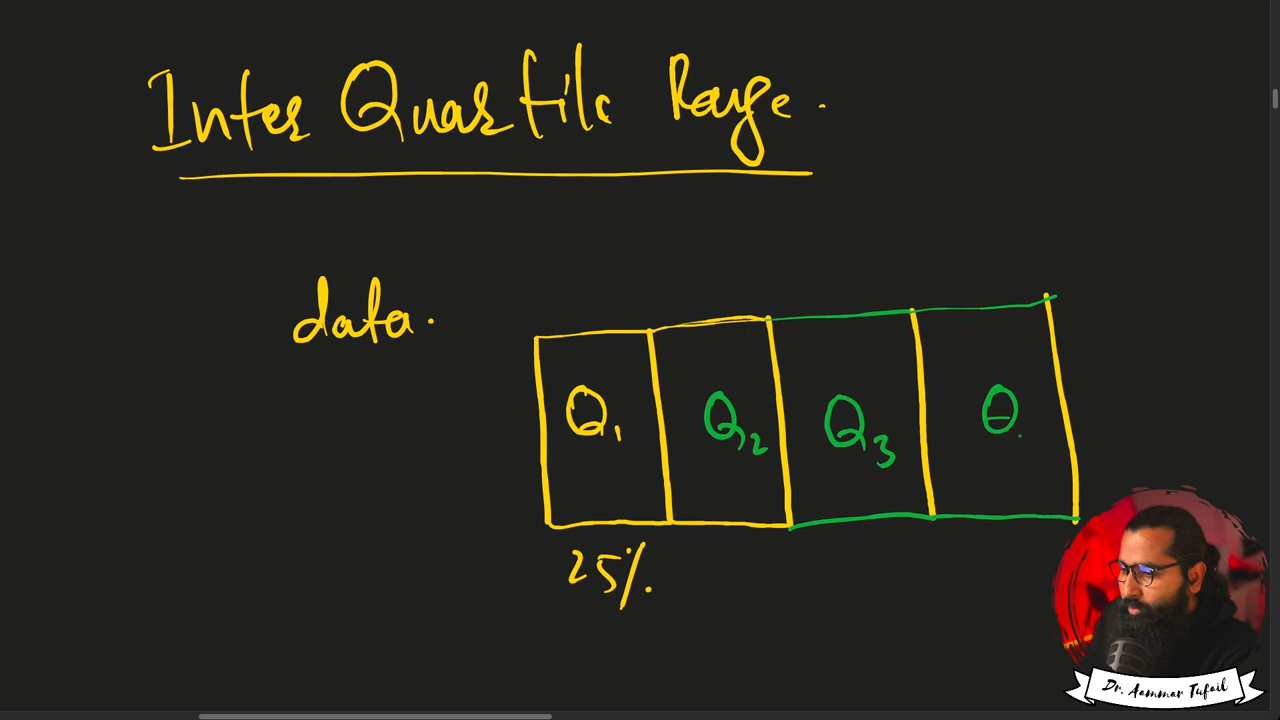 Inter Quartile Range.
data.
Q1 Q2 Q3 Q
25%.
Dr. Aammar Tufail